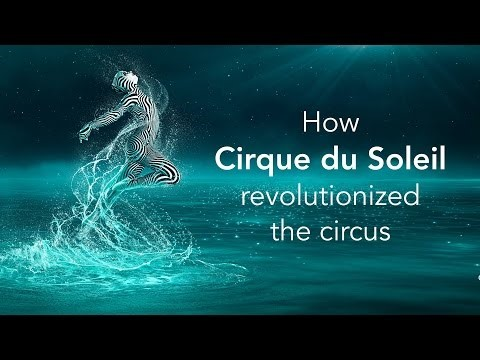 How
Cirque du Soleil
revolutionized
the circus